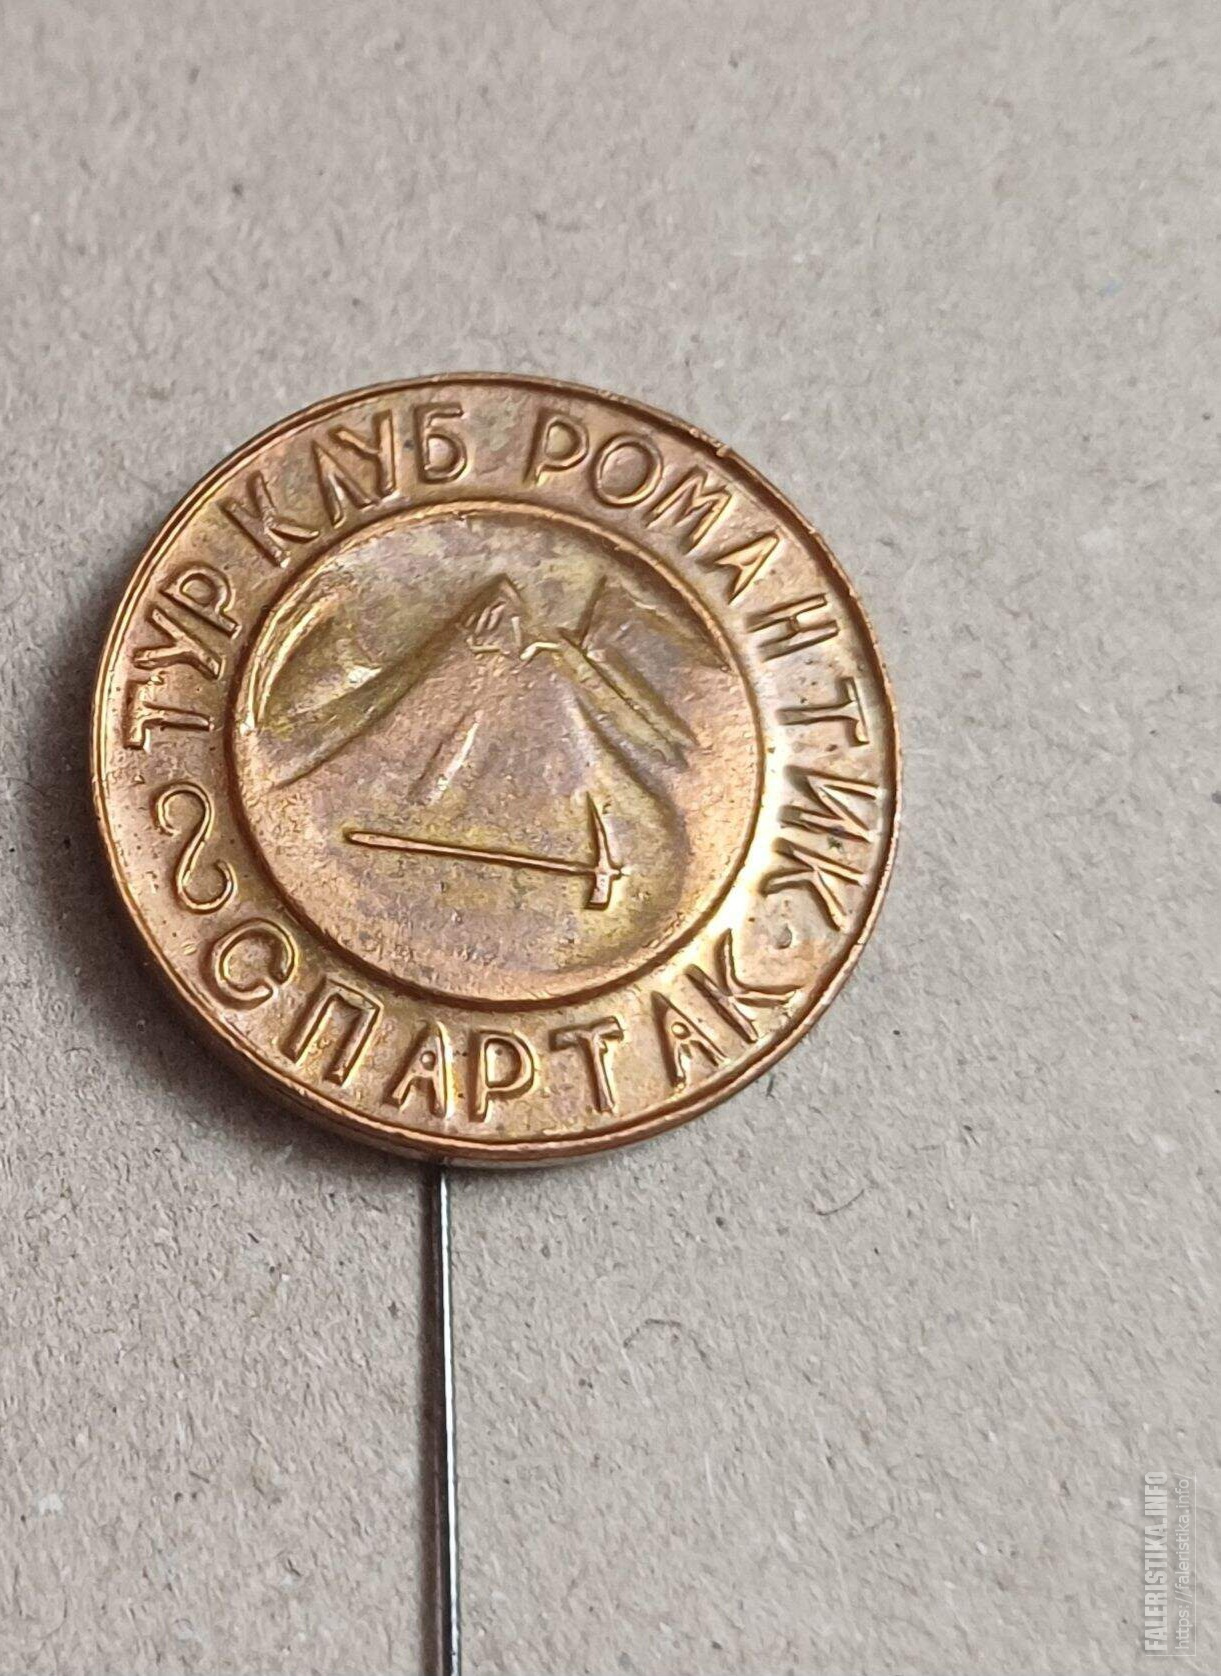 ТУР КЛУБ РОМАНТИК
СПАРТАК
FALERISTIKA.INFO
https://faleristika.info